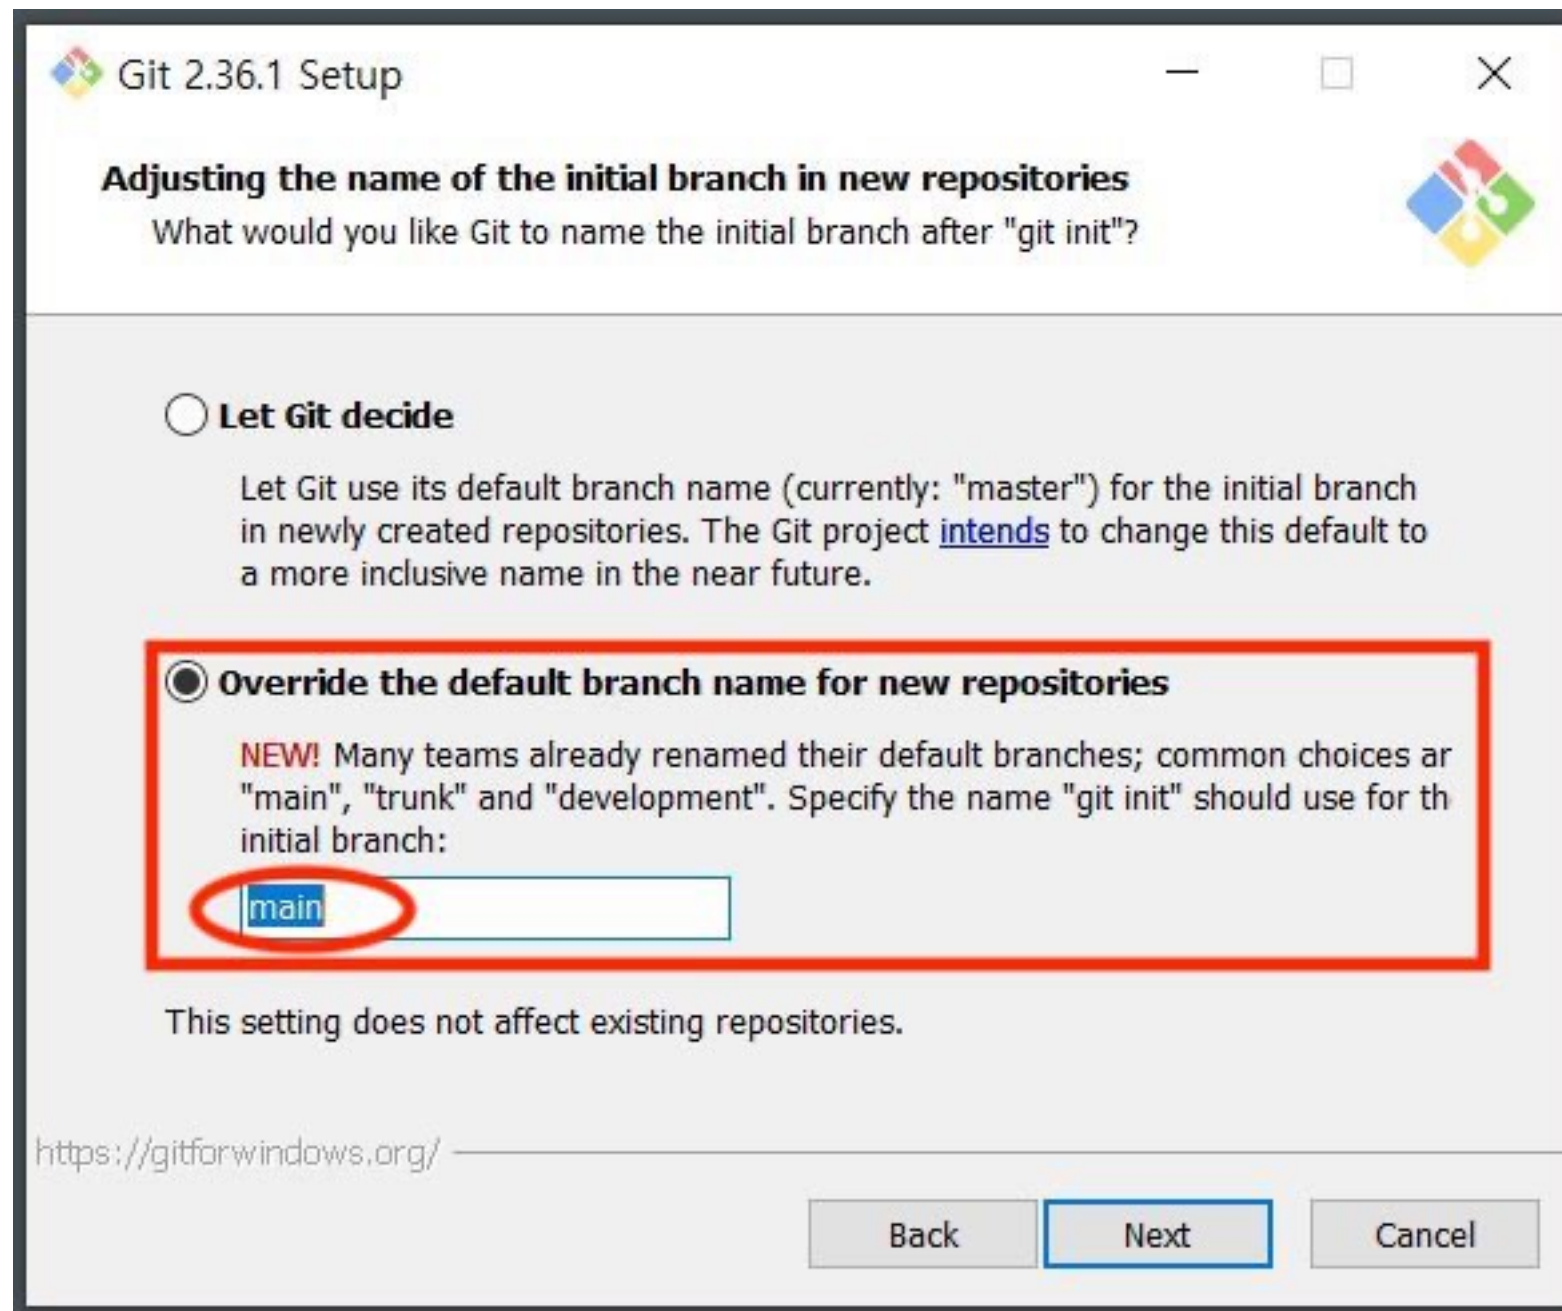 Git 2.36.1 Setup
Adjusting the name of the initial branch in new repositories
What would you like Git to name the initial branch after "git init"?
Let Git decide
Let Git use its default branch name (currently: "master") for the initial branch
in newly created repositories. The Git project intends to change this default to
a more inclusive name in the near future.
Override the default branch name for new repositories
NEW! Many teams already renamed their default branches; common choices ar
"main", "trunk" and "development". Specify the name "git init" should use for th
initial branch:
main
This setting does not affect existing repositories.
https://gitforwindows.org/
Back Next Cancel